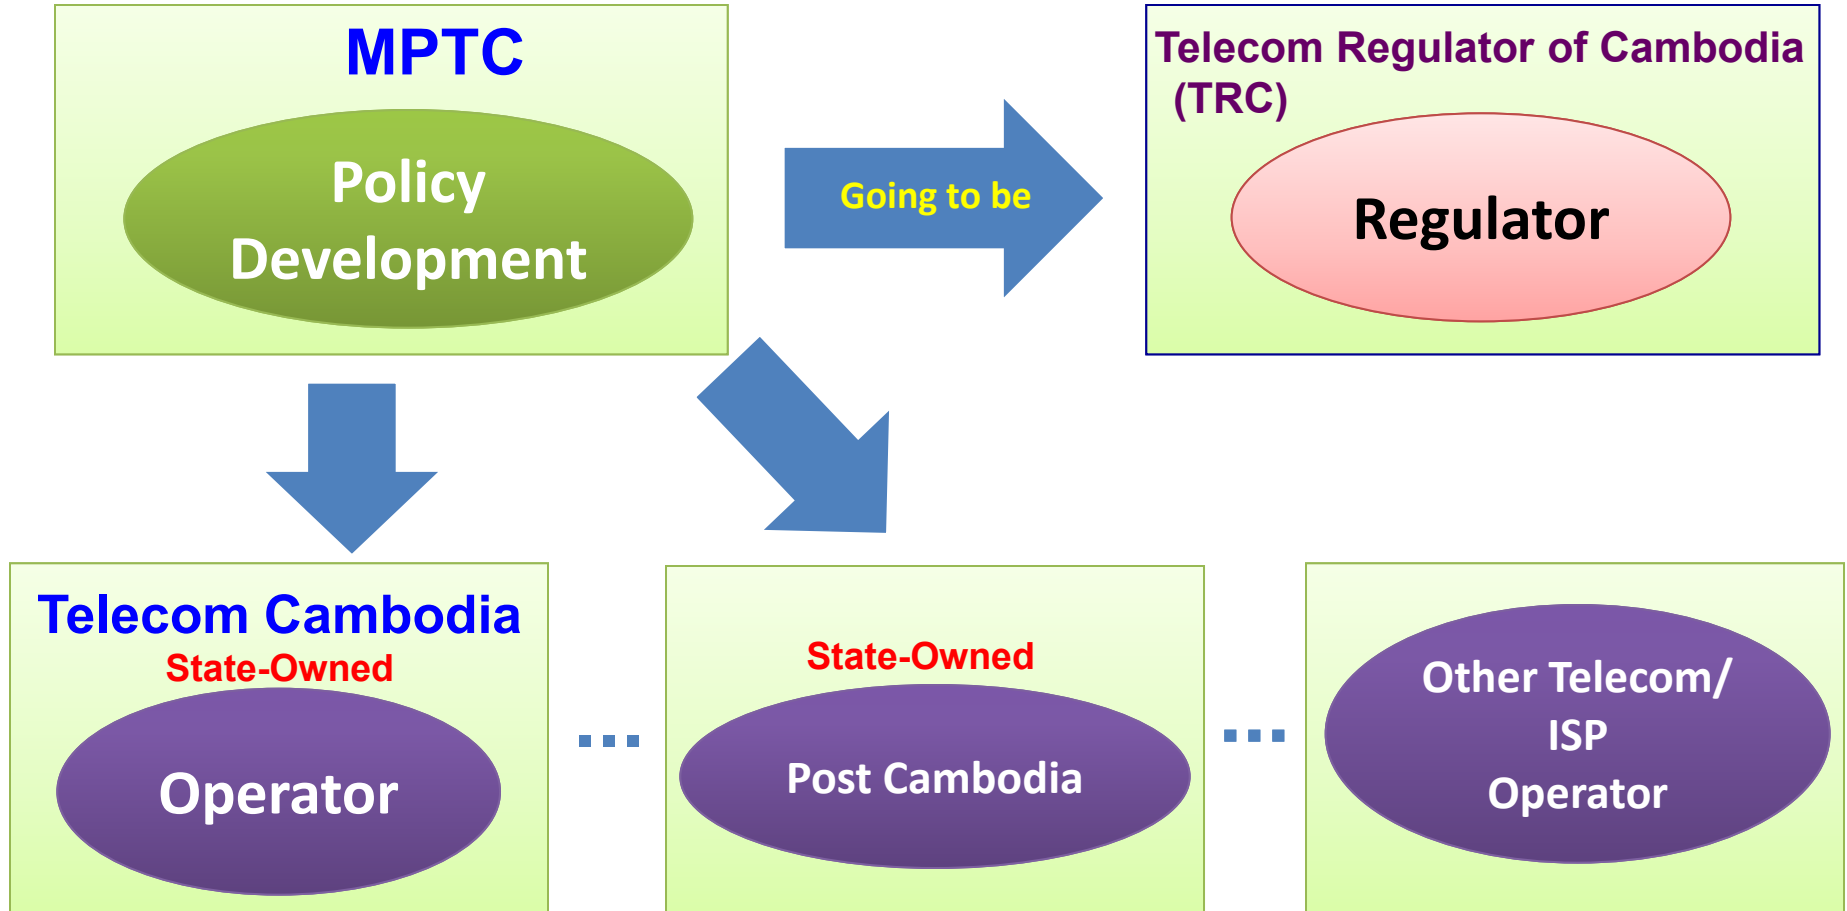 MPTC
Policy
Development
Going to be
Telecom Regulator of Cambodia
(TRC)
Regulator
Telecom Cambodia
State-Owned
Operator
State-Owned
Post Cambodia
Other Telecom/
ISP
Operator